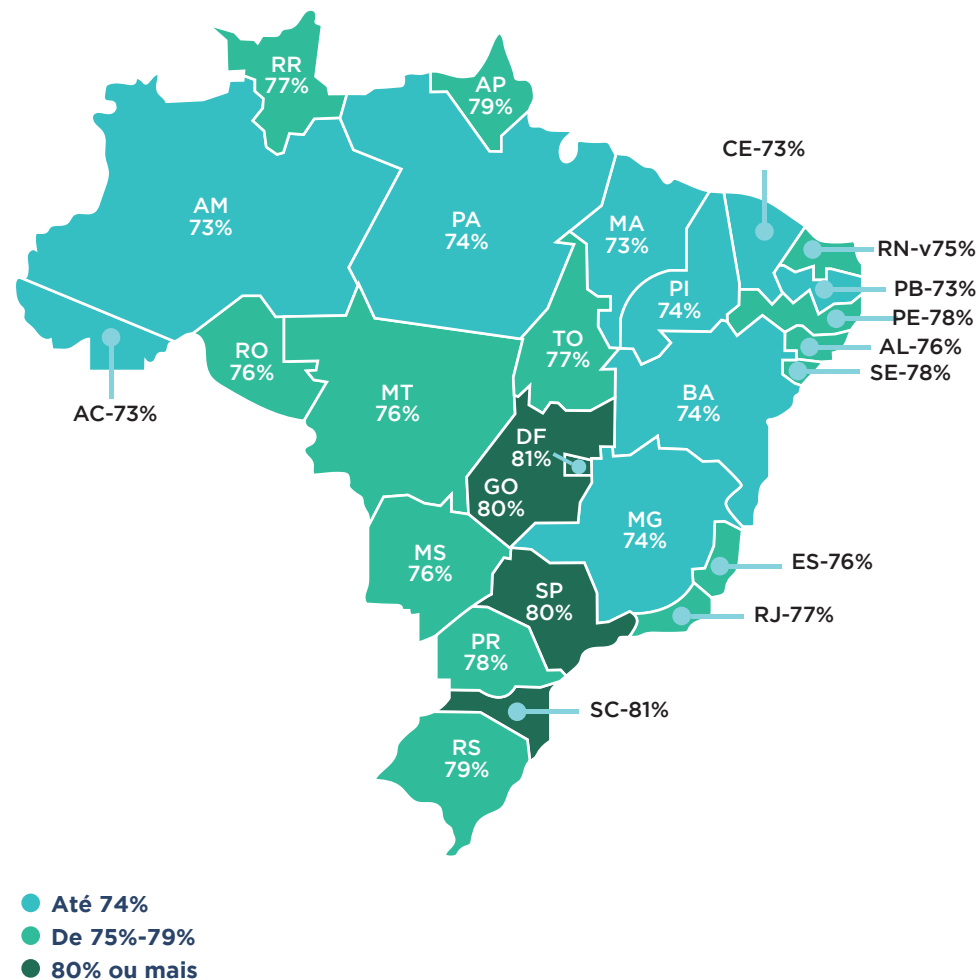 RR
77%
AP
79%
CE-73%
AM
73%
PA
74%
MA
73%
RN-v75%
PI
74%
PB-73%
PE-78%
TO
77%
AL-76%
RO
76%
SE-78%
MT
76%
BA
74%
AC-73%
DF
81%
GO
80%
MG
74%
MS
76%
ES-76%
SP
80%
RJ-77%
PR
78%
SC-81%
RS
79%
Até 74%
De 75%-79%
80% ou mais